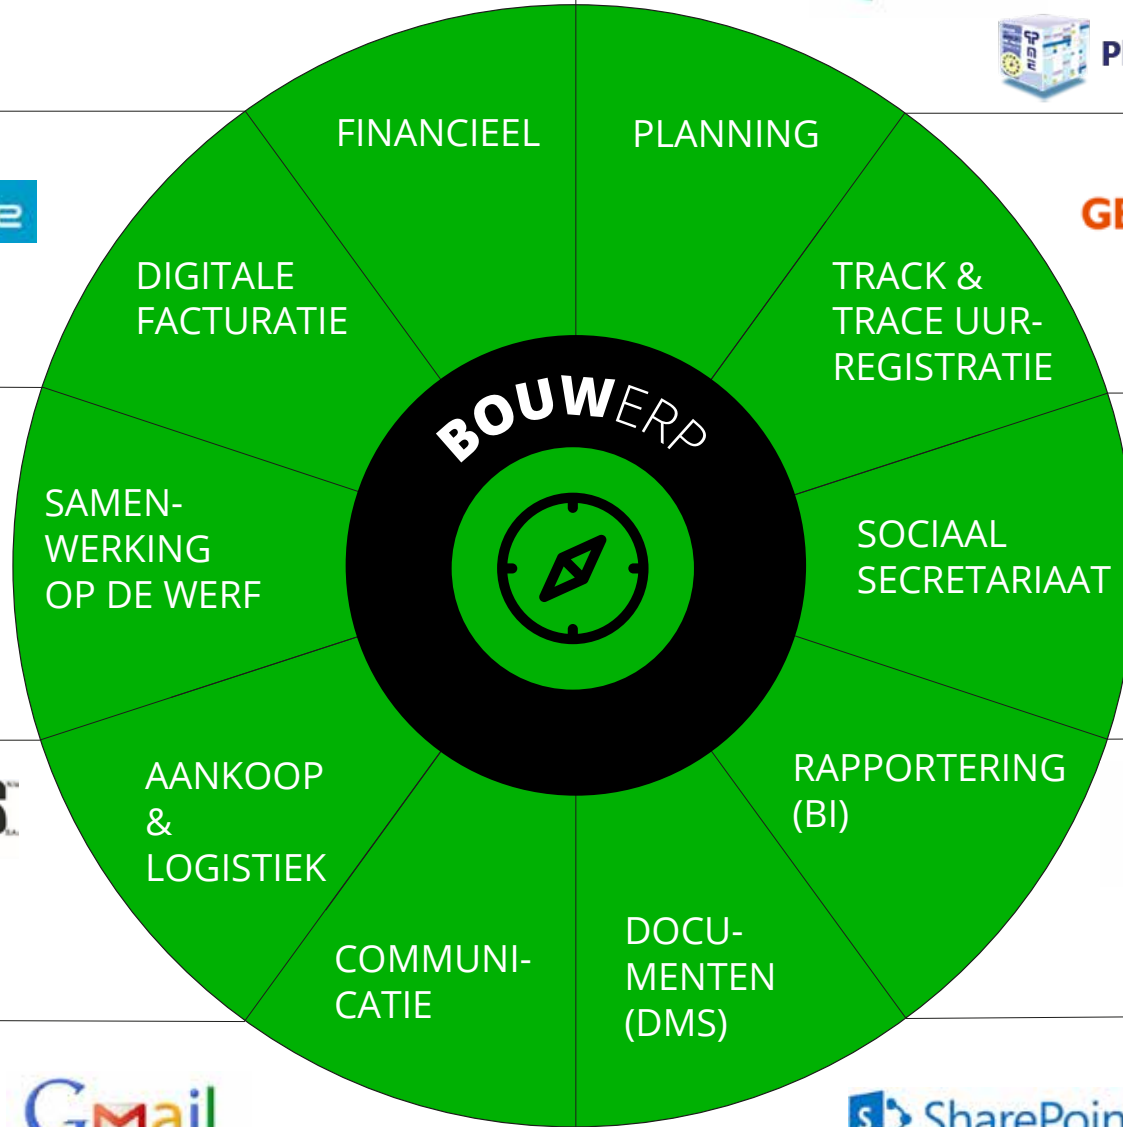 FINANCIEEL
PLANNING
DIGITALE
FACTURATIE
TRACK &
TRACE UUR-
REGISTRATIE
BOUWERP
SAMEN-
WERKING
OP DE WERF
SOCIAAL
SECRETARIAAT
AANKOOP
&
LOGISTIEK
RAPPORTERING
(BI)
COMMUNI-
CATIE
DOCU-
MENTEN
(DMS)
Gmail
SharePoin